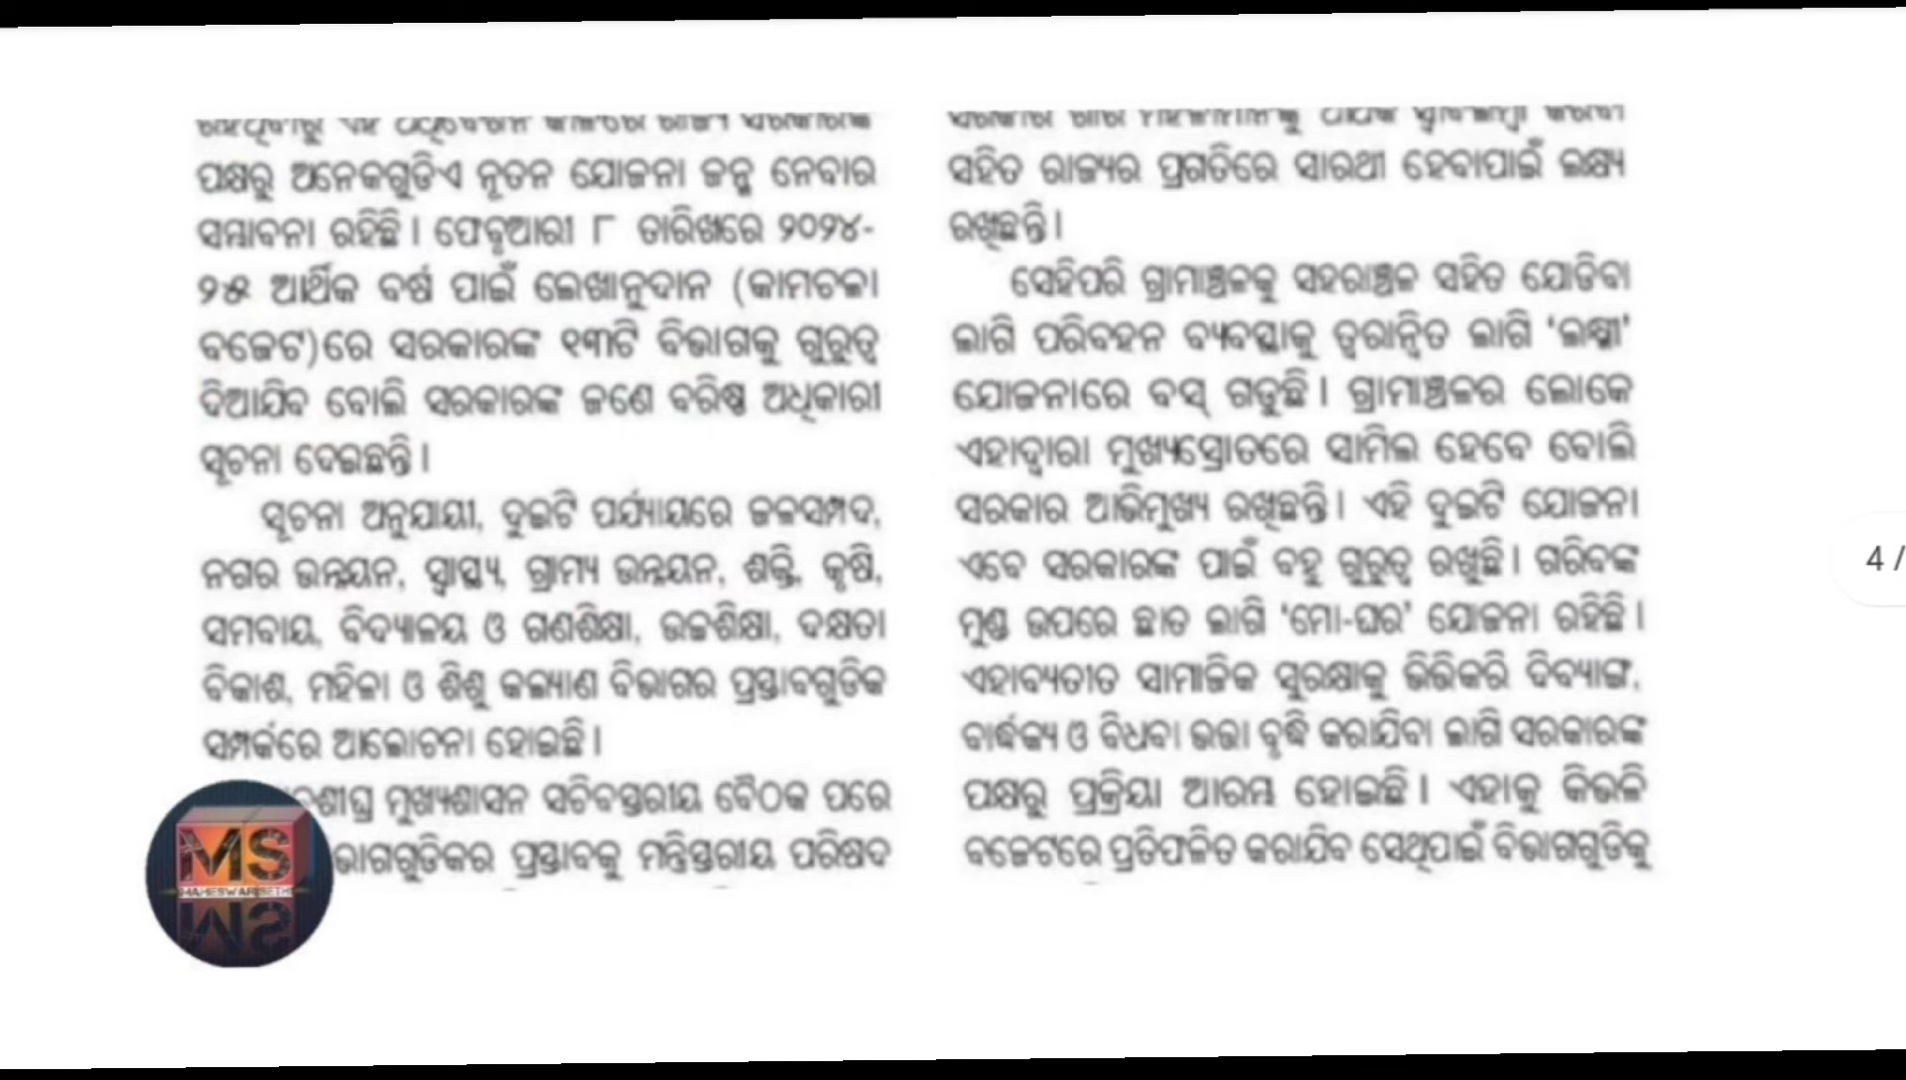 ପକ୍ଷରୁ ଅନେକଗୁଡିଏ ନୂତନ ଯୋଜନା ଜନ୍ମ ନେବାର
ସମ୍ଭାବନା ରହିଛି । ଫେବୃଆରୀ ୮ ତାରିଖରେ ୨୦୨୪-
୨୫ ଆର୍ଥିକ ବର୍ଷ ପାଇଁ ଲେଖାନୁଦାନ (କାମଚଳା
ବଜେଟ)ରେ ସରକାରଙ୍କ ୧୩ଟି ବିଭାଗକୁ ଗୁରୁତ୍ୱ
ଦିଆଯିବ ବୋଲି ସରକାରଙ୍କ ଜଣେ ବରିଷ୍ଠ ଅଧିକାରୀ
ସୂଚନା ଦେଇଛନ୍ତି ।
ସୂଚନା ଅନୁଯାୟୀ, ଦୁଇଟି ପର୍ଯ୍ୟାୟରେ ଜଳସମ୍ପଦ,
ନଗର ଉନ୍ନୟନ, ସ୍ୱାସ୍ଥ୍ୟ, ଗ୍ରାମ୍ୟ ଉନ୍ନୟନ, ଶକ୍ତି, କୃଷି,
ସମବାୟ, ବିଦ୍ୟାଳୟ ଓ ଗଣଶିକ୍ଷା, ଉଚ୍ଚଶିକ୍ଷା, ଦକ୍ଷତା
ବିକାଶ, ମହିଳା ଓ ଶିଶୁ କଲ୍ୟାଣ ବିଭାଗର ପ୍ରସ୍ତାବଗୁଡିକ
ସମ୍ପର୍କରେ ଆଲୋଚନା ହୋଇଛି ।
ମୁଖ୍ୟଶାସନ ସଚିବସ୍ତରୀୟ ବୈଠକ ପରେ
ପ୍ରସ୍ତାବକୁ ମନ୍ତ୍ରିସ୍ତରୀୟ ପରିଷଦ
MS
MAHESWAR SETHI
ସହିତ ରାଜ୍ୟର ପ୍ରଗତିରେ ସାରଥୀ ହେବାପାଇଁ ଲକ୍ଷ୍ୟ
ରଖିଛନ୍ତି ।
ସେହିପରି ଗ୍ରାମାଞ୍ଚଳକୁ ସହରାଞ୍ଚଳ ସହିତ ଯୋଡିବା
ଲାଗି ପରିବହନ ବ୍ୟବସ୍ଥାକୁ ତ୍ୱରାନ୍ୱିତ ଲାଗି ‘ଲକ୍ଷ୍ମୀ’
ଯୋଜନାରେ ବସ୍ ଗଡୁଛି । ଗ୍ରାମାଞ୍ଚଳର ଲୋକେ
ଏହାଦ୍ୱାରା ମୁଖ୍ୟସ୍ରୋତରେ ସାମିଲ ହେବେ ବୋଲି
ସରକାର ଆଭିମୁଖ୍ୟ ରଖିଛନ୍ତି । ଏହି ଦୁଇଟି ଯୋଜନା
ଏବେ ସରକାରଙ୍କ ପାଇଁ ବହୁ ଗୁରୁତ୍ୱ ରଖୁଛି । ଗରିବଙ୍କ
ମୁଣ୍ଡ ଉପରେ ଛାତ ଲାଗି ‘ମୋ-ଘର’ ଯୋଜନା ରହିଛି ।
ଏହାବ୍ୟତୀତ ସାମାଜିକ ସୁରକ୍ଷାକୁ ଭିତ୍ତିକରି ଦିବ୍ୟାଙ୍ଗ,
ବାର୍ଦ୍ଧକ୍ୟ ଓ ବିଧବା ଭତ୍ତା ବୃଦ୍ଧି କରାଯିବା ଲାଗି ସରକାରଙ୍କ
ପକ୍ଷରୁ ପ୍ରକ୍ରିୟା ଆରମ୍ଭ ହୋଇଛି । ଏହାକୁ କିଭଳି
ବଜେଟରେ ପ୍ରତିଫଳିତ କରାଯିବ ସେଥିପାଇଁ ବିଭାଗଗୁଡିକୁ
4 /